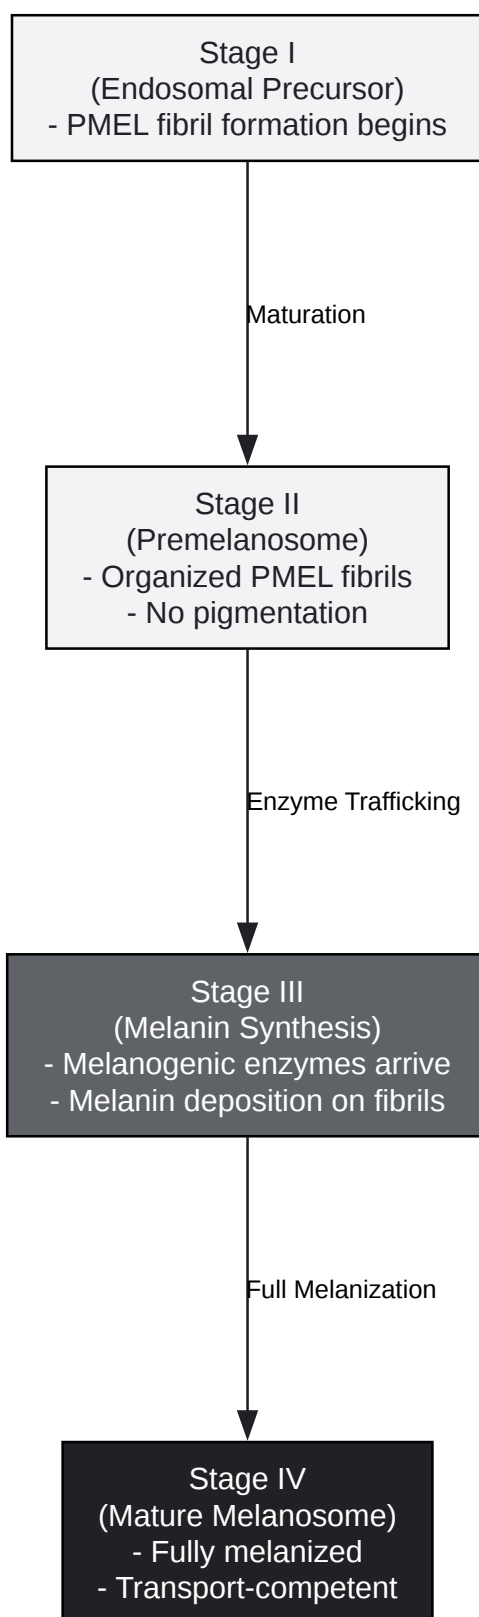 Stage I
(Endosomal Precursor)
- PMEL fibril formation begins
Maturation
Stage II
(Premelanosome)
- Organized PMEL fibrils
- No pigmentation
Enzyme Trafficking
Stage III
(Melanin Synthesis)
- Melanogenic enzymes arrive
- Melanin deposition on fibrils
Full Melanization
Stage IV
(Mature Melanosome)
- Fully melanized
- Transport-competent